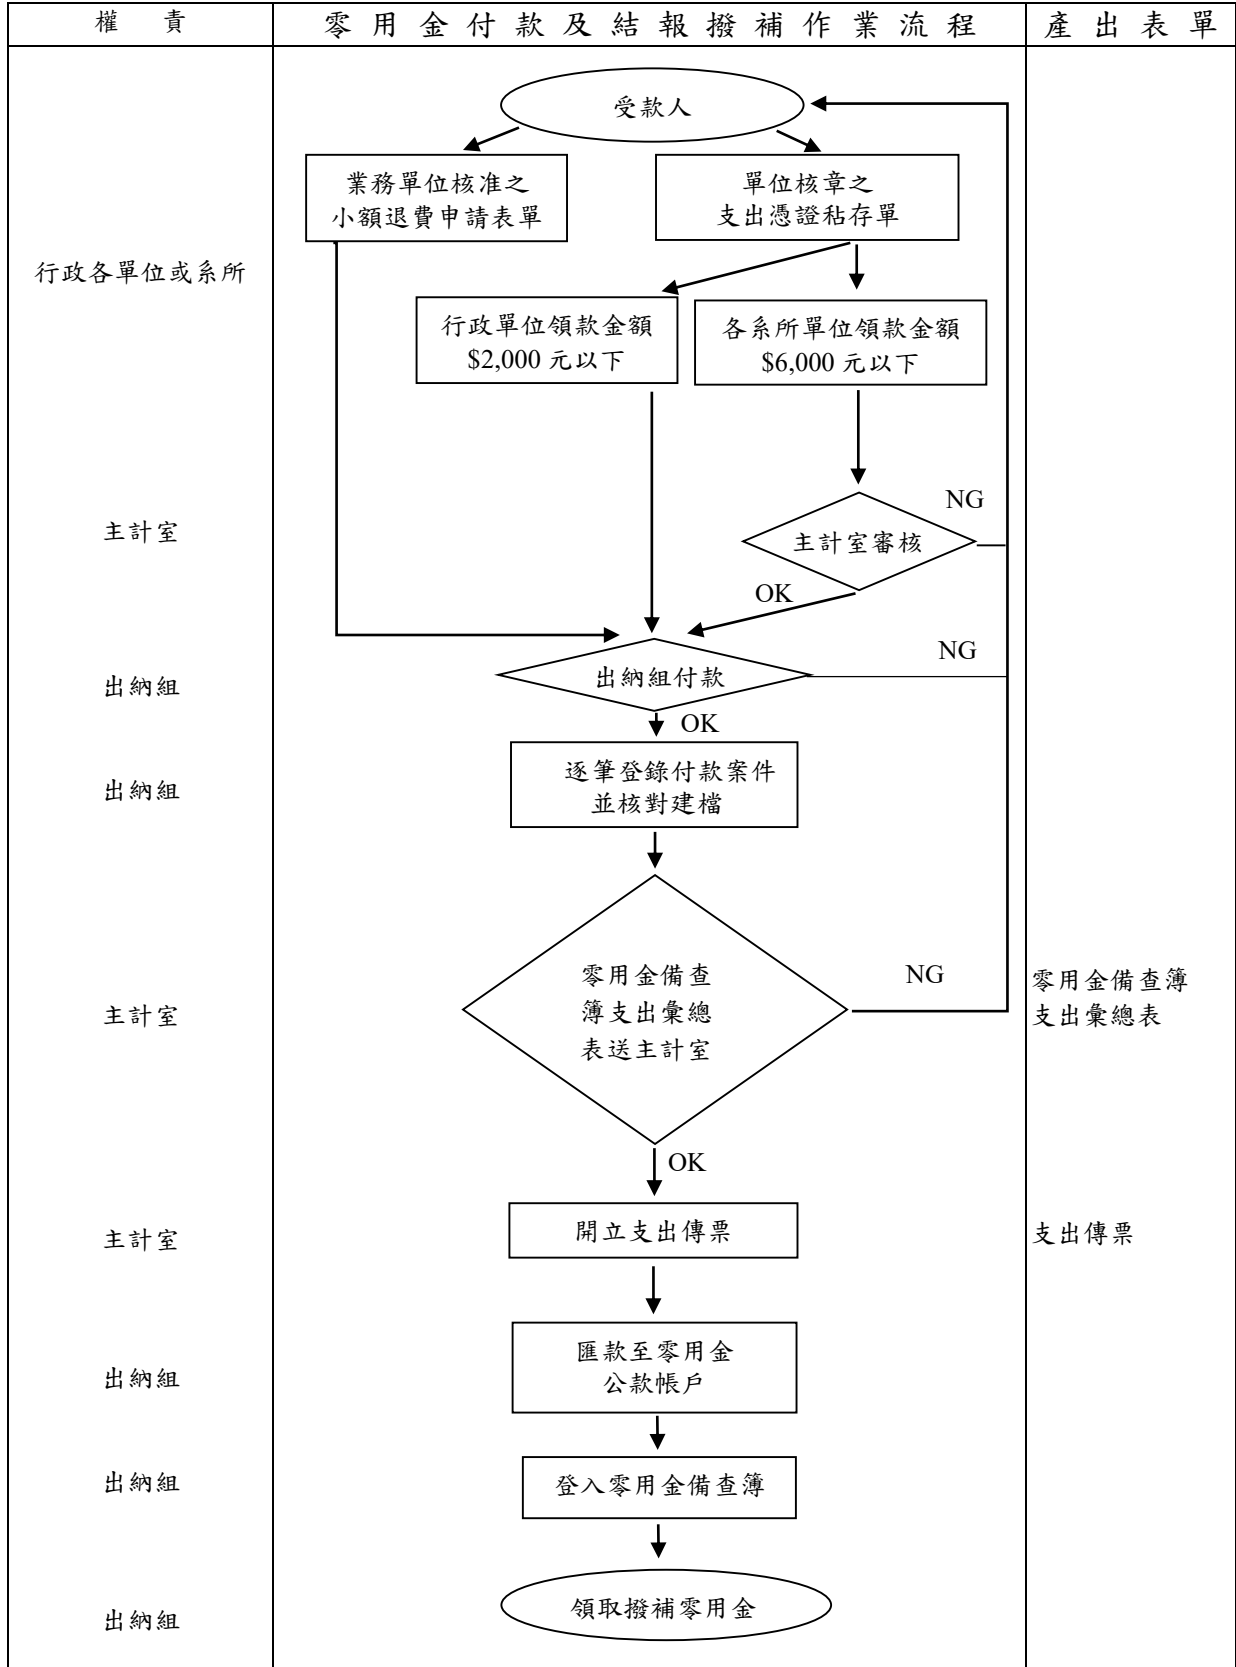 權 責
零用金付款及結報撥補作業流程
產出表單
受款人
業務單位核准之
小額退費申請表單
單位核章之
支出憑證粘存單
行政各單位或系所
行政單位領款金額
$2,000 元以下
各系所單位領款金額
$6,000 元以下
NG
主計室
主計室審核
OK
NG
出納組
出納組付款
OK
出納組
逐筆登錄付款案件
並核對建檔
主計室
零用金備查
簿支出彙總
表送主計室
NG
零用金備查簿
支出彙總表
OK
主計室
開立支出傳票
支出傳票
出納組
匯款至零用金
公款帳戶
出納組
登入零用金備查簿
出納組
領取撥補零用金